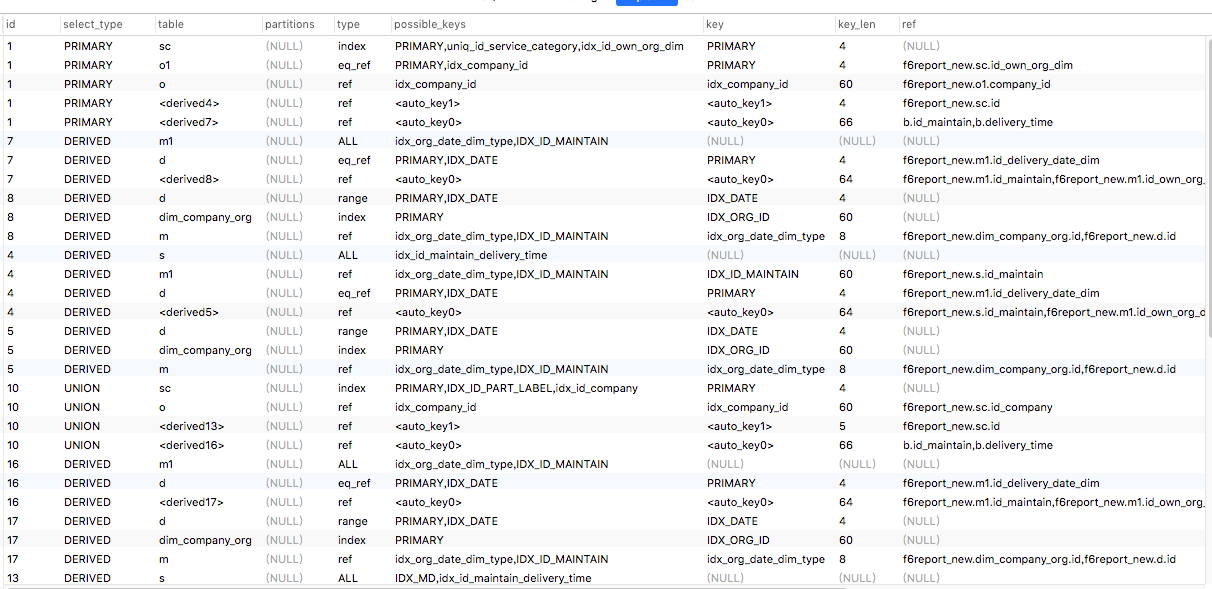 id select_type table partitions type possible_keys key key_len ref
1 PRIMARY sc (NULL) index PRIMARY,uniq_id_service_category,idx_id_own_org_dim PRIMARY 4 (NULL)
1 PRIMARY o1 (NULL) eq_ref PRIMARY,idx_company_id PRIMARY 4 f6report_new.sc.id_own_org_dim
1 PRIMARY o (NULL) ref idx_company_id idx_company_id 60 f6report_new.o1.company_id
1 PRIMARY <derived4> (NULL) ref <auto_key1> <auto_key1> 4 f6report_new.sc.id
1 PRIMARY <derived7> (NULL) ref <auto_key0> <auto_key0> 66 b.id_maintain,b.delivery_time
7 DERIVED m1 (NULL) ALL idx_org_date_dim_type,IDX_ID_MAINTAIN (NULL) (NULL) (NULL)
7 DERIVED d (NULL) eq_ref PRIMARY,IDX_DATE PRIMARY 4 f6report_new.m1.id_delivery_date_dim
7 DERIVED <derived8> (NULL) ref <auto_key0> <auto_key0> 64 f6report_new.m1.id_maintain,f6report_new.m1.id_own_org_
8 DERIVED d (NULL) range PRIMARY,IDX_DATE IDX_DATE 4 (NULL)
8 DERIVED dim_company_org (NULL) index PRIMARY IDX_ORG_ID 60 (NULL)
8 DERIVED m (NULL) ref idx_org_date_dim_type,IDX_ID_MAINTAIN idx_org_date_dim_type 8 f6report_new.dim_company_org.id,f6report_new.d.id
4 DERIVED s (NULL) ALL idx_id_maintain_delivery_time (NULL) (NULL) (NULL)
4 DERIVED m1 (NULL) ref idx_org_date_dim_type,IDX_ID_MAINTAIN IDX_ID_MAINTAIN 60 f6report_new.s.id_maintain
4 DERIVED d (NULL) eq_ref PRIMARY,IDX_DATE PRIMARY 4 f6report_new.m1.id_delivery_date_dim
4 DERIVED <derived5> (NULL) ref <auto_key0> <auto_key0> 64 f6report_new.s.id_maintain,f6report_new.m1.id_own_org_d
5 DERIVED d (NULL) range PRIMARY,IDX_DATE IDX_DATE 4 (NULL)
5 DERIVED dim_company_org (NULL) index PRIMARY IDX_ORG_ID 60 (NULL)
5 DERIVED m (NULL) ref idx_org_date_dim_type,IDX_ID_MAINTAIN idx_org_date_dim_type 8 f6report_new.dim_company_org.id,f6report_new.d.id
10 UNION sc (NULL) index PRIMARY,IDX_ID_PART_LABEL,idx_id_company PRIMARY 4 (NULL)
10 UNION o (NULL) ref idx_company_id idx_company_id 60 f6report_new.sc.id_company
10 UNION <derived13> (NULL) ref <auto_key1> <auto_key1> 5 f6report_new.sc.id
10 UNION <derived16> (NULL) ref <auto_key0> <auto_key0> 66 b.id_maintain,b.delivery_time
16 DERIVED m1 (NULL) ALL idx_org_date_dim_type,IDX_ID_MAINTAIN (NULL) (NULL) (NULL)
16 DERIVED d (NULL) eq_ref PRIMARY,IDX_DATE PRIMARY 4 f6report_new.m1.id_delivery_date_dim
16 DERIVED <derived17> (NULL) ref <auto_key0> <auto_key0> 64 f6report_new.m1.id_maintain,f6report_new.m1.id_own_org_
17 DERIVED d (NULL) range PRIMARY,IDX_DATE IDX_DATE 4 (NULL)
17 DERIVED dim_company_org (NULL) index PRIMARY IDX_ORG_ID 60 (NULL)
17 DERIVED m (NULL) ref idx_org_date_dim_type,IDX_ID_MAINTAIN idx_org_date_dim_type 8 f6report_new.dim_company_org.id,f6report_new.d.id
13 DERIVED s (NULL) ALL IDX_MD,idx_id_maintain_delivery_time (NULL) (NULL) (NULL)